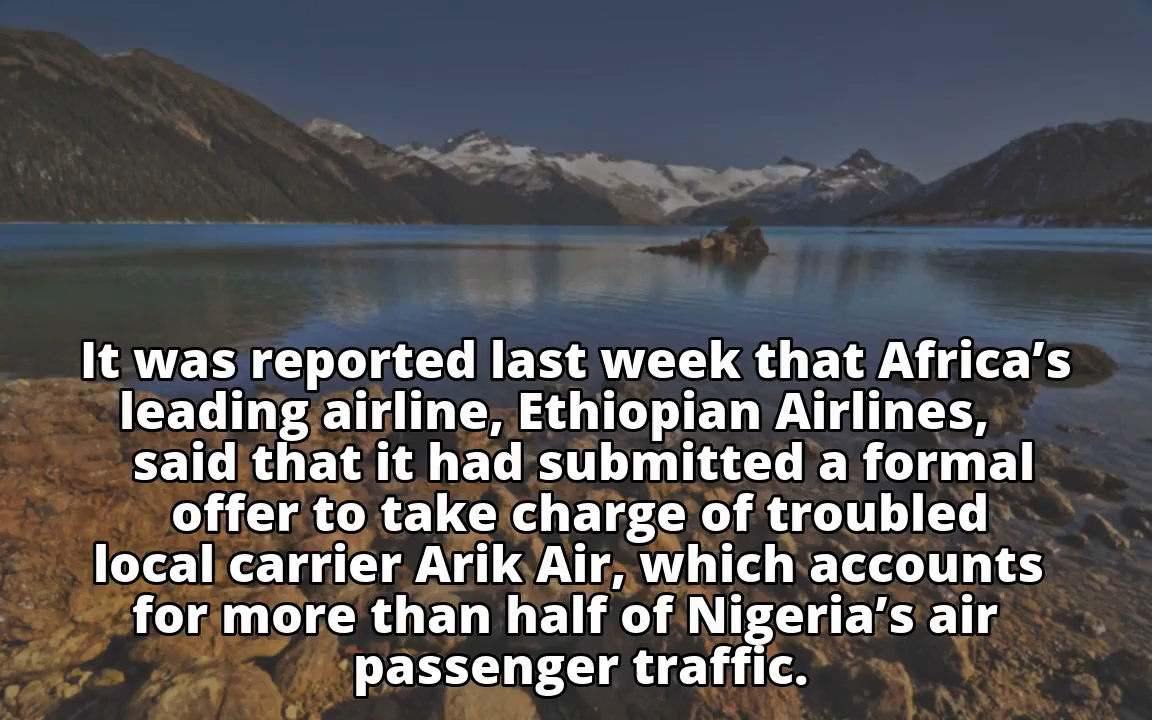 It was reported last week that Africa’s
leading airline, Ethiopian Airlines,
said that it had submitted a formal
offer to take charge of troubled
local carrier Arik Air, which accounts
for more than half of Nigeria’s air
passenger traffic.